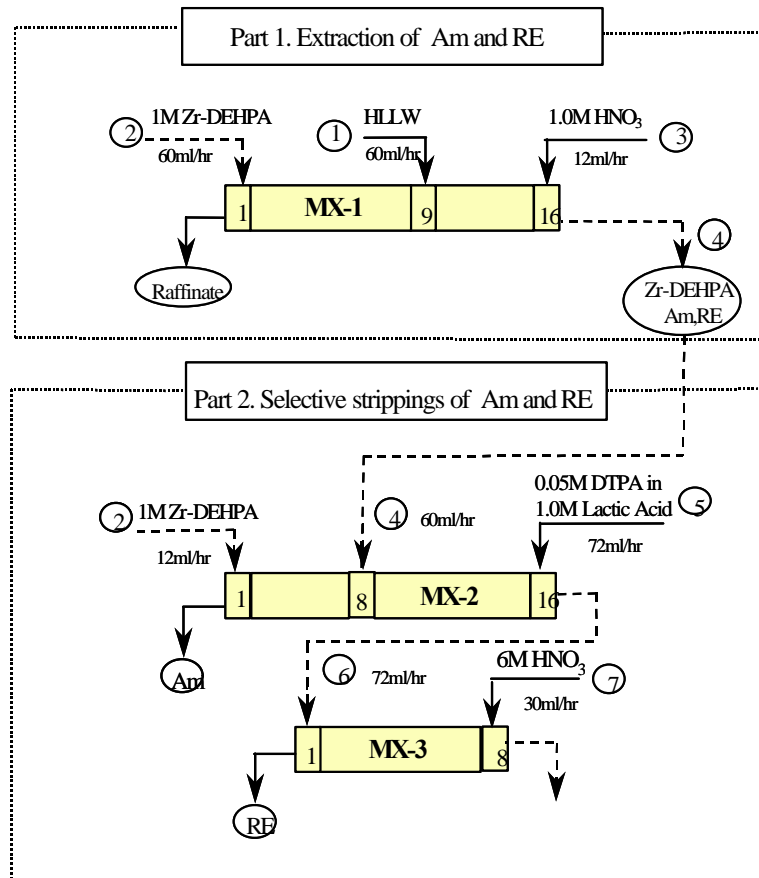 Part 1. Extraction of Am and RE
2
1M Zr-DEHPA
60ml/hr
1
HLLW
60ml/hr
1.0M HNO3
12ml/hr
3
1
MX-1
9
16
4
Raffinate
Zr-DEHPA
Am,RE
Part 2. Selective strippings of Am and RE
2
1M Zr-DEHPA
12ml/hr
4
60ml/hr
0.05M DTPA in
1.0M Lactic Acid
5
72ml/hr
1
8
MX-2
16
Am
6
72ml/hr
6M HNO3
7
30ml/hr
1
MX-3
8
RE